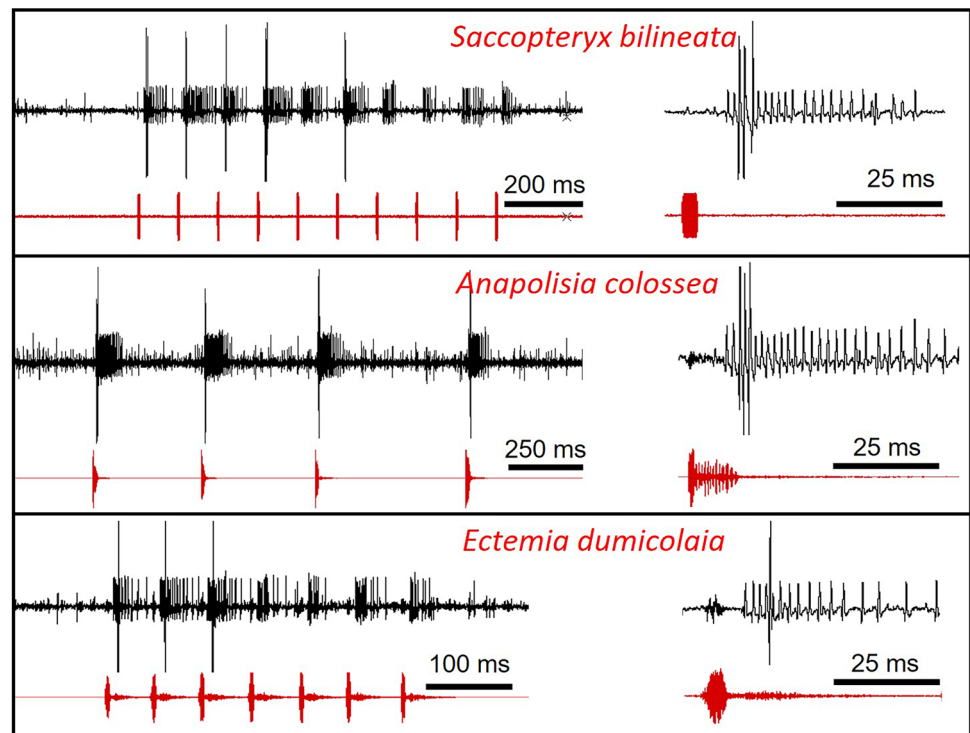 Saccopteryx bilineata
200 ms
25 ms
Anapolisia colossea
250 ms
25 ms
Ectemia dumicolaia
100 ms
25 ms